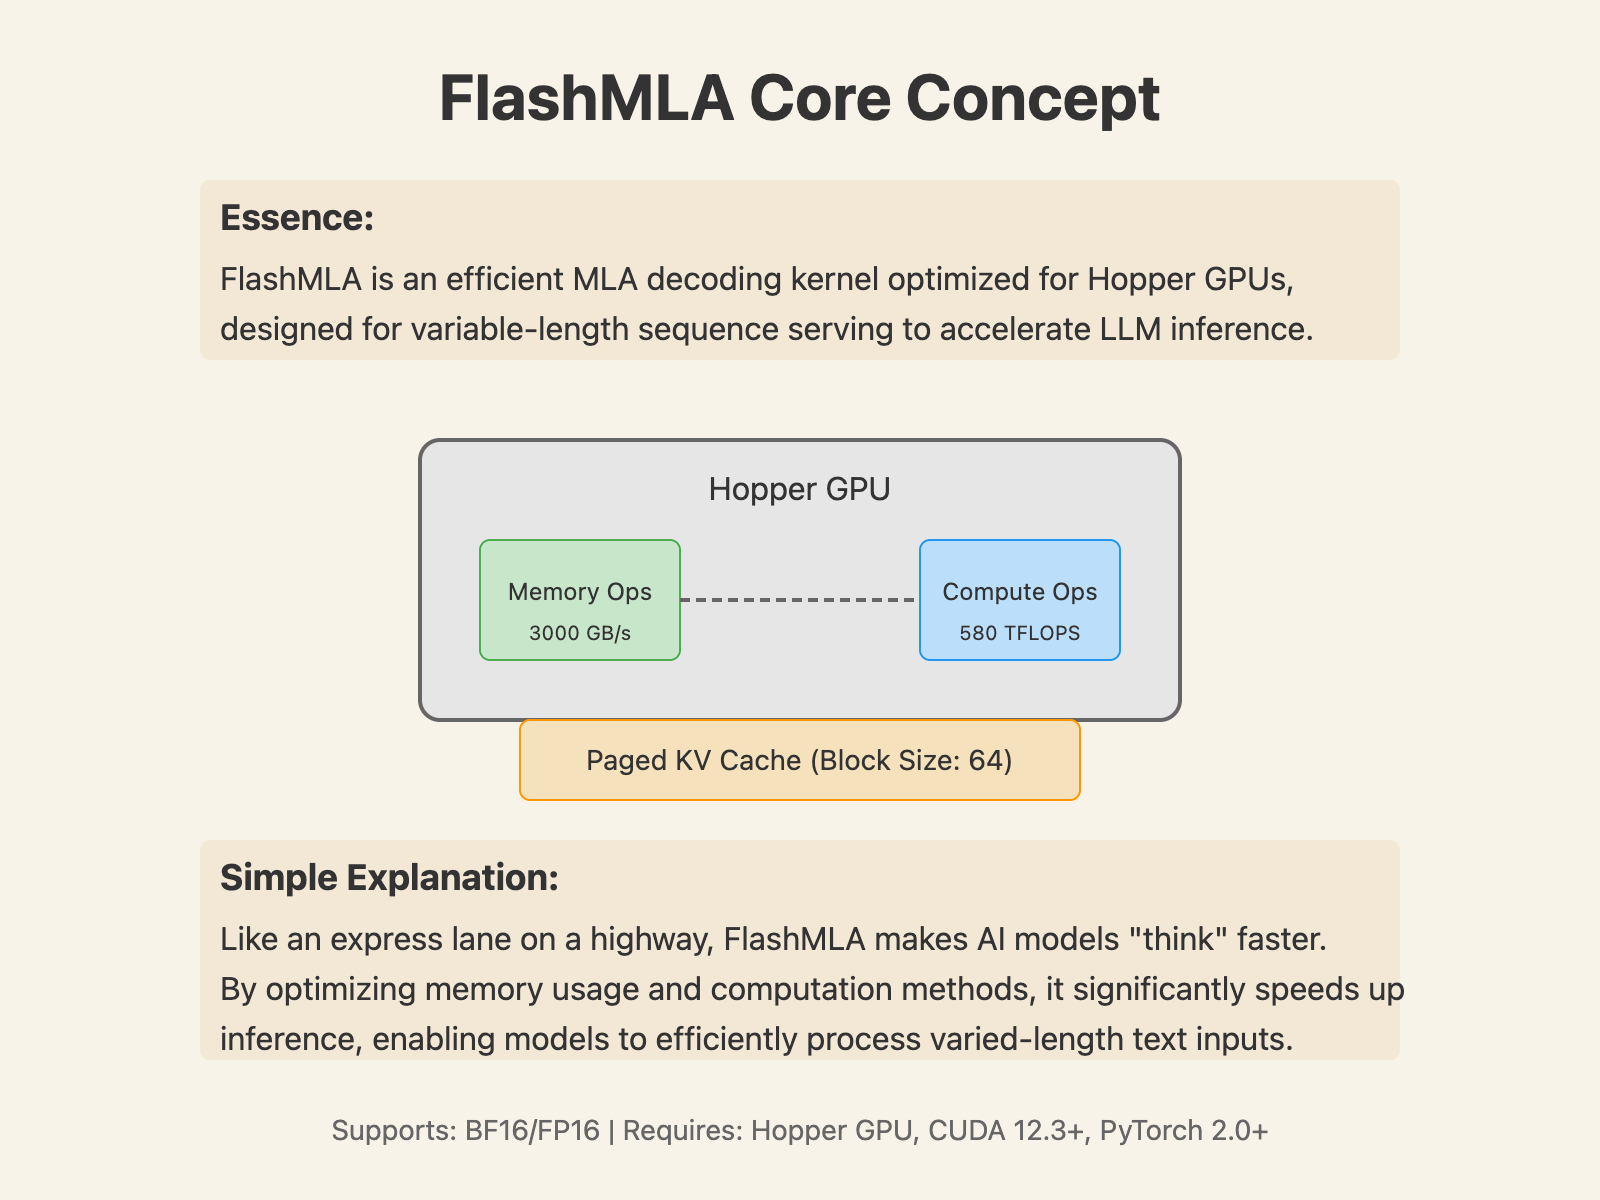 FlashMLA Core Concept
Essence:
FlashMLA is an efficient MLA decoding kernel optimized for Hopper GPUs,
designed for variable-length sequence serving to accelerate LLM inference.
Hopper GPU
Memory Ops
3000 GB/s
Compute Ops
580 TFLOPS
Paged KV Cache (Block Size: 64)
Simple Explanation:
Like an express lane on a highway, FlashMLA makes AI models "think" faster.
By optimizing memory usage and computation methods, it significantly speeds up
inference, enabling models to efficiently process varied-length text inputs.
Supports: BF16/FP16 | Requires: Hopper GPU, CUDA 12.3+, PyTorch 2.0+